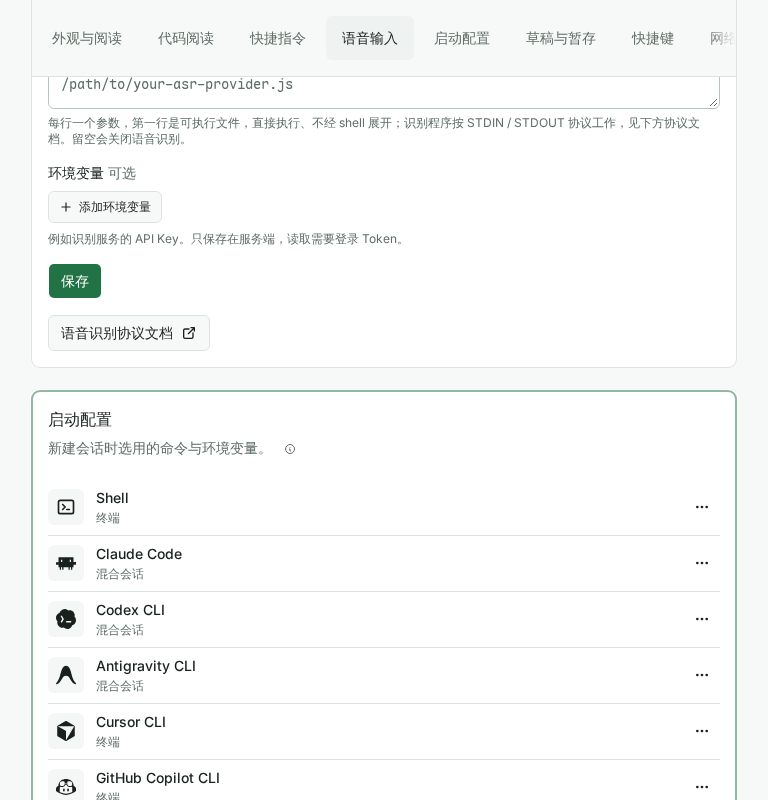 外观与阅读 代码阅读 快捷指令 语音输入 启动配置 草稿与暂存 快捷键 网络
/path/to/your-asr-provider.js
每行一个参数，第一行是可执行文件，直接执行、不经 shell 展开；识别程序按 STDIN / STDOUT 协议工作，见下方协议文
档。留空会关闭语音识别。
环境变量 可选
添加环境变量
例如识别服务的 API Key。只保存在服务端，读取需要登录 Token。
保存
语音识别协议文档
启动配置
新建会话时选用的命令与环境变量。
Shell
终端
Claude Code
混合会话
Codex CLI
混合会话
Antigravity CLI
混合会话
Cursor CLI
终端
GitHub Copilot CLI
终端